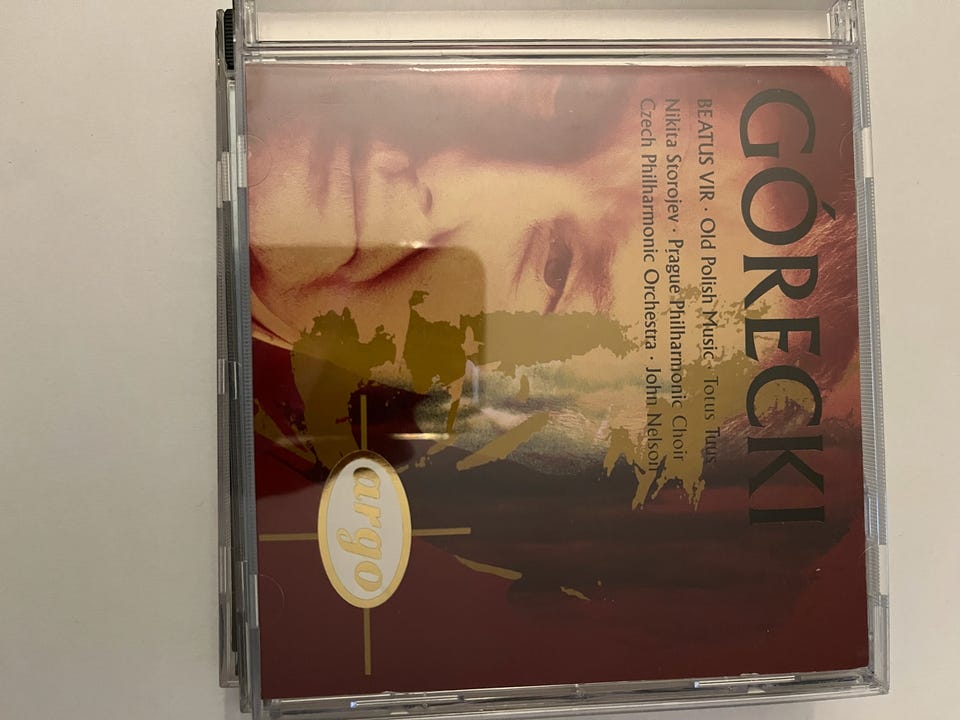 GÓRECKI
BEATUS VIR · Old Polish Music · Totus Tuus
Nikita Storojev · Prague Philharmonic Choir
Czech Philharmonic Orchestra · John Nelson
argo